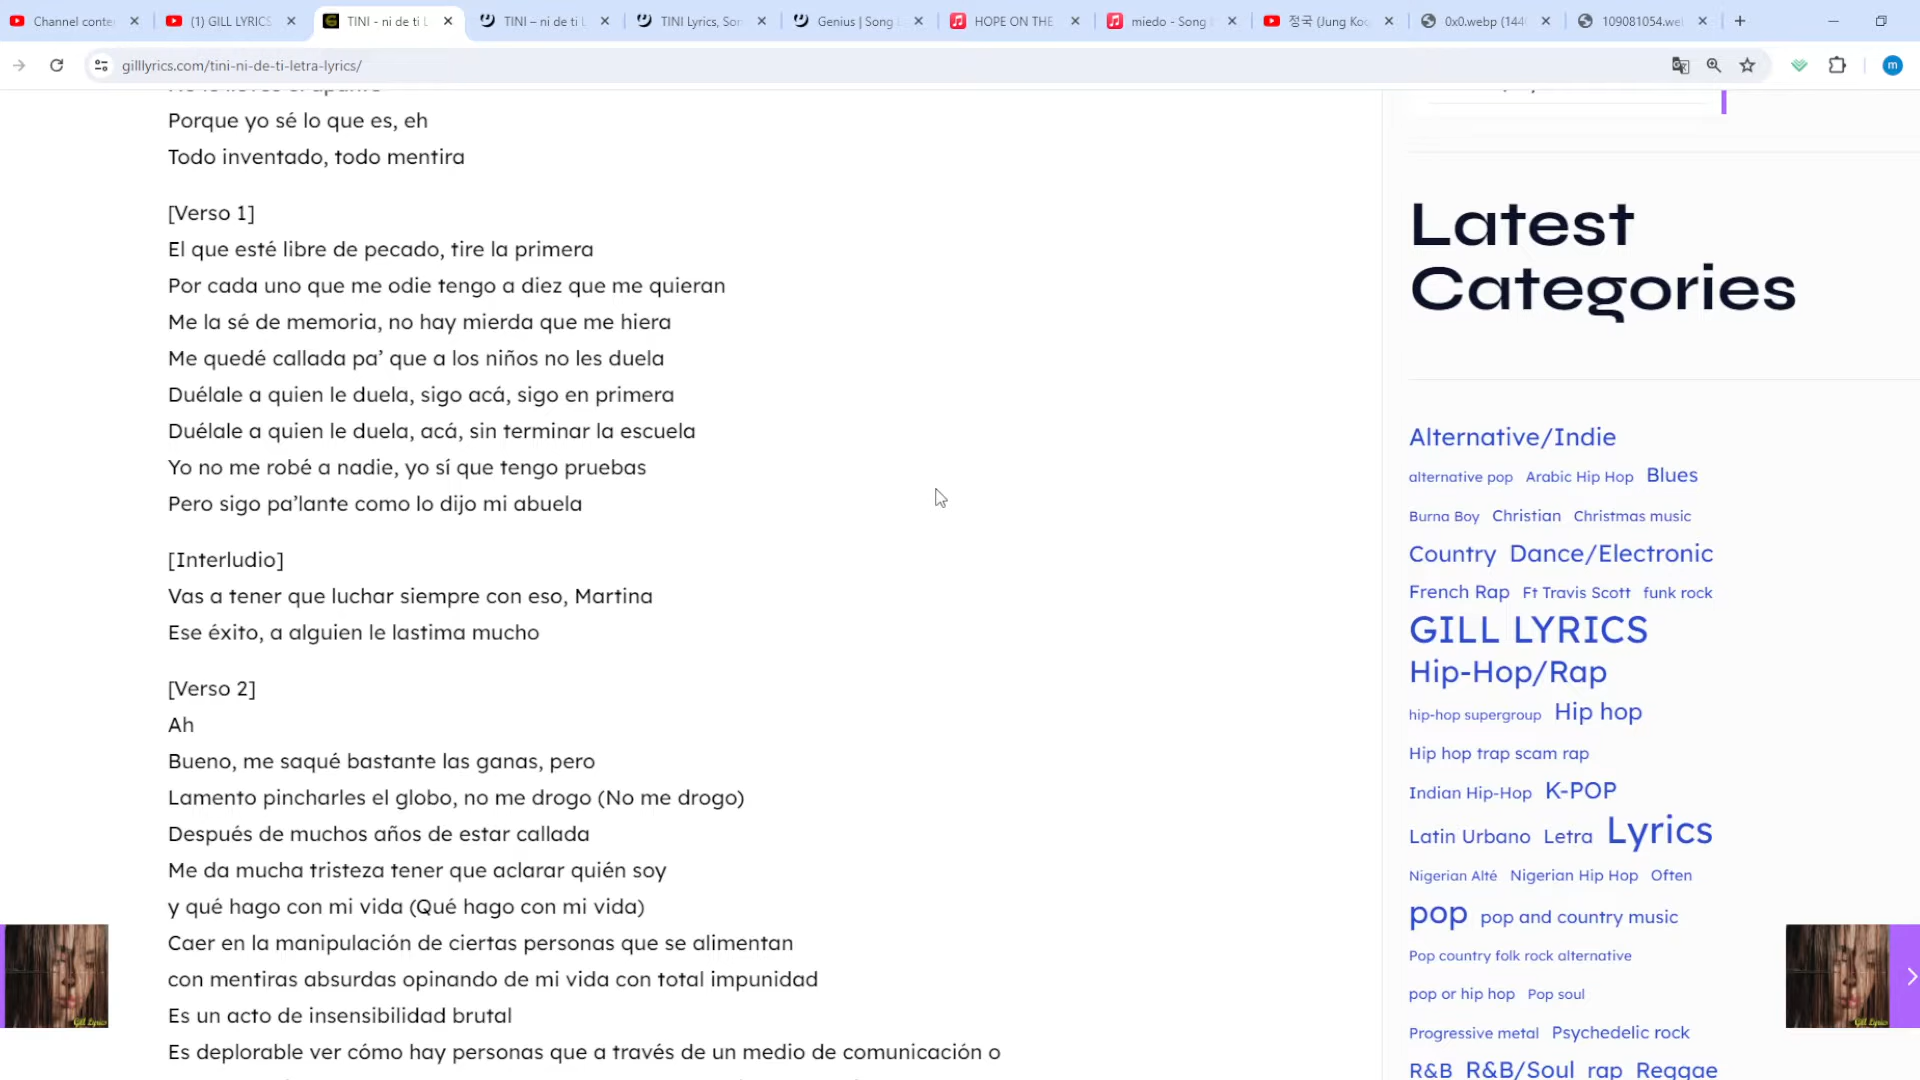 Channel conte
(1) GILL LYRICS
TINI - ni de ti L
TINI – ni de ti L
TINI Lyrics, Son
Genius | Song L
HOPE ON THE
miedo - Song
정국 (Jung Koo
0x0.webp (144
109081054.we
gilllyrics.com/tini-ni-de-ti-letra-lyrics/
m
Porque yo sé lo que es, eh
Todo inventado, todo mentira
[Verso 1]
El que esté libre de pecado, tire la primera
Por cada uno que me odie tengo a diez que me quieran
Me la sé de memoria, no hay mierda que me hiera
Me quedé callada pa’ que a los niños no les duela
Duélale a quien le duela, sigo acá, sigo en primera
Duélale a quien le duela, acá, sin terminar la escuela
Yo no me robé a nadie, yo sí que tengo pruebas
Pero sigo pa’lante como lo dijo mi abuela
[Interludio]
Vas a tener que luchar siempre con eso, Martina
Ese éxito, a alguien le lastima mucho
[Verso 2]
Ah
Bueno, me saqué bastante las ganas, pero
Lamento pincharles el globo, no me drogo (No me drogo)
Después de muchos años de estar callada
Me da mucha tristeza tener que aclarar quién soy
y qué hago con mi vida (Qué hago con mi vida)
Caer en la manipulación de ciertas personas que se alimentan
con mentiras absurdas opinando de mi vida con total impunidad
Es un acto de insensibilidad brutal
Es deplorable ver cómo hay personas que a través de un medio de comunicación o
Latest
Categories
Alternative/Indie
alternative pop Arabic Hip Hop Blues
Burna Boy Christian Christmas music
Country Dance/Electronic
French Rap Ft Travis Scott funk rock
GILL LYRICS
Hip-Hop/Rap
hip-hop supergroup Hip hop
Hip hop trap scam rap
Indian Hip-Hop K-POP
Latin Urbano Letra Lyrics
Nigerian Alté Nigerian Hip Hop Often
pop pop and country music
Pop country folk rock alternative
pop or hip hop Pop soul
Progressive metal Psychedelic rock
R&B R&B/Soul rap Reggae
Gill Lyrics
Gill Lyrics